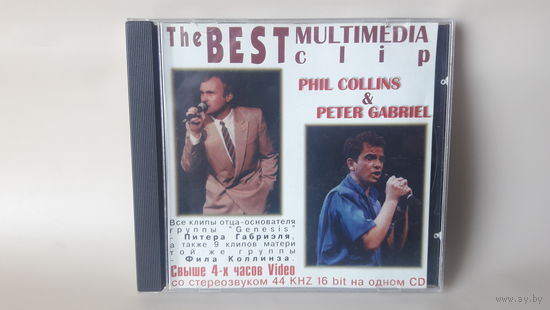 The BEST MULTIMEDIA
clip
PHIL COLLINS
&
PETER GABRIEL
Все клипы отца-основателя
группы "Genesis"
- Питера Габриэля,
а также 9 клипов матери
той же группы
Фила Коллинза.
Свыше 4-х часов Video
со стереозвуком 44 KHZ 16 bit на одном CD
www.ay.by